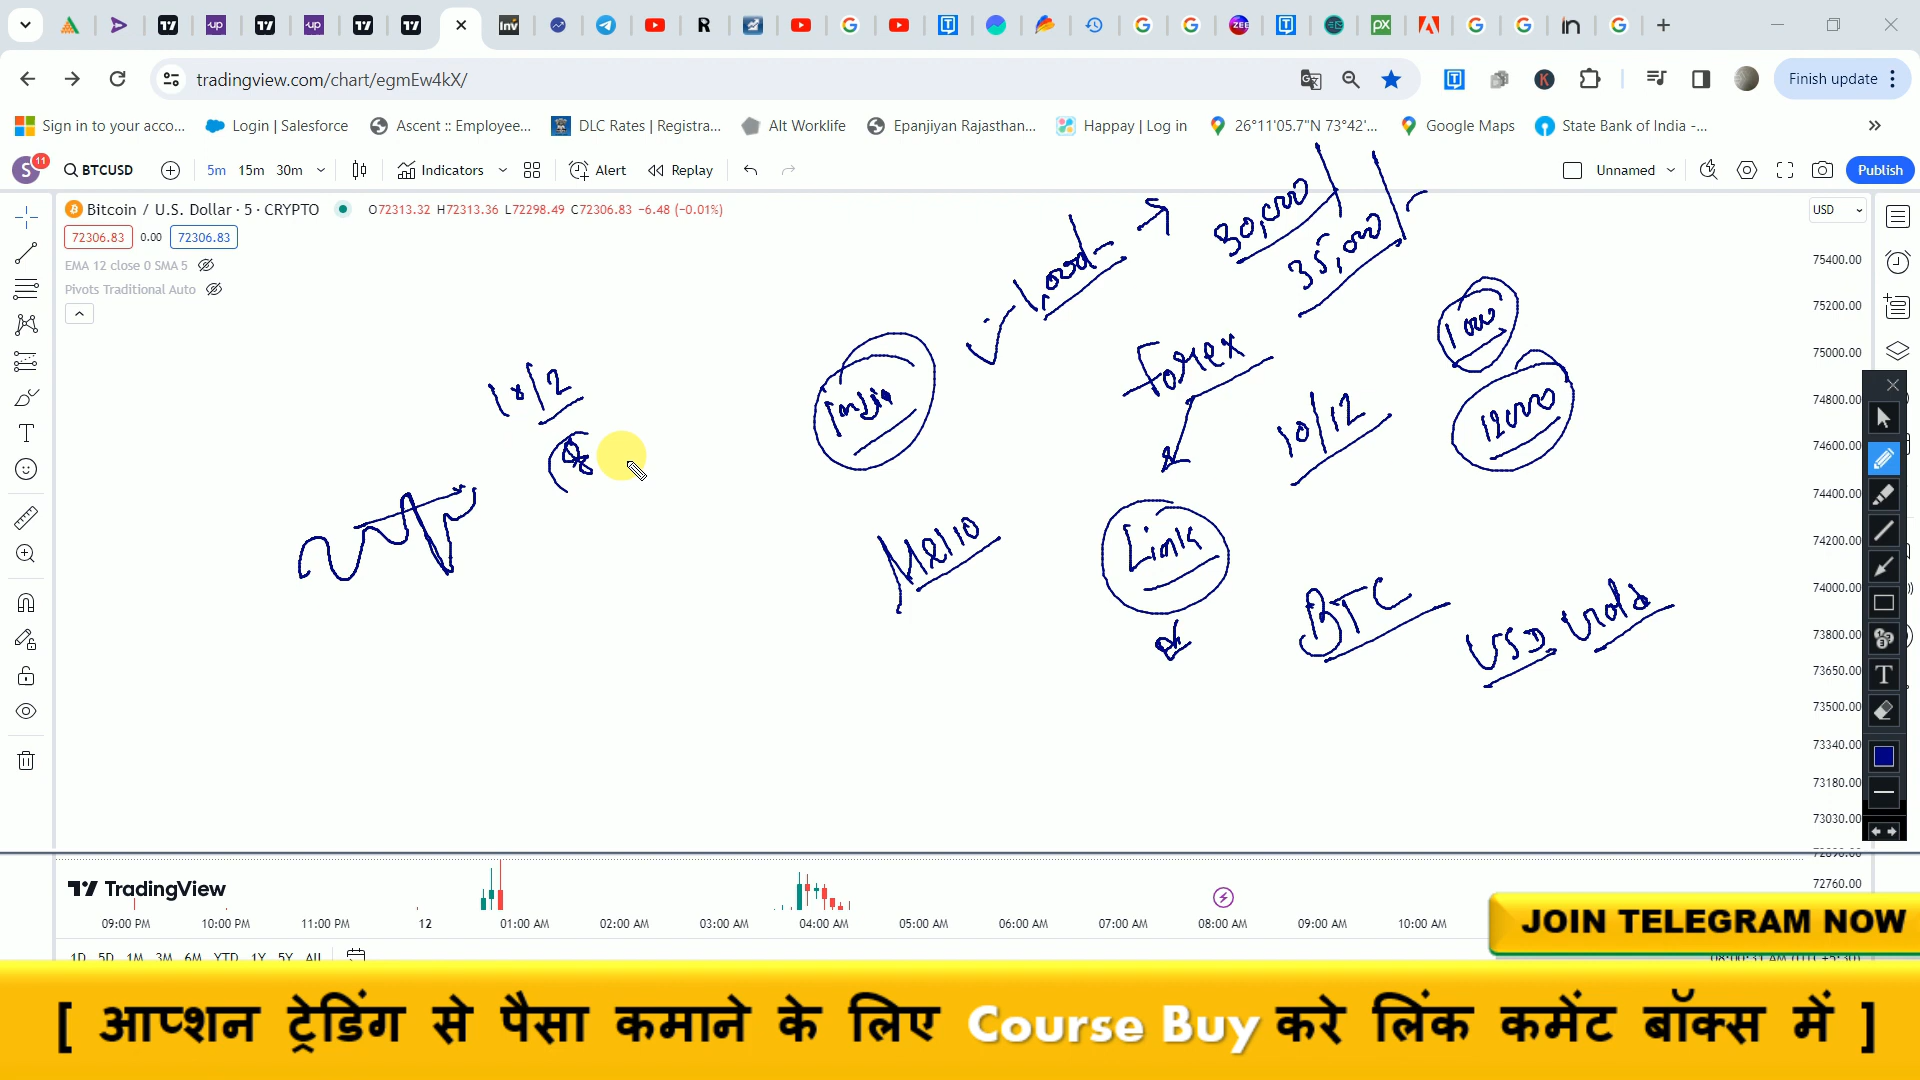 tradingview.com/chart/egmEw4kX/
Finish update
Sign in to your acco...
Login | Salesforce
Ascent :: Employee...
DLC Rates | Registra...
Alt Worklife
Epanjiyan Rajasthan...
Happay | Log in
26°11'05.7"N 73°42'...
Google Maps
State Bank of India -...
S 11
BTCUSD
5m 15m 30m
Indicators
Alert
Replay
Unnamed
Publish
Bitcoin / U.S. Dollar · 5 · CRYPTO
O72313.32 H72313.36 L72298.49 C72306.83 −6.48 (−0.01%)
USD
72306.83 0.00 72306.83
EMA 12 close 0 SMA 5
Pivots Traditional Auto
30,000
35,000
1000
Forex
India
10/12
10/12
12000
Hello
Link
BTC
USD
75400.00
75200.00
75000.00
74800.00
74600.00
74400.00
74200.00
74000.00
73800.00
73650.00
73500.00
73340.00
73180.00
73030.00
72760.00
TradingView
09:00 PM 10:00 PM 11:00 PM 12 01:00 AM 02:00 AM 03:00 AM 04:00 AM 05:00 AM 06:00 AM 07:00 AM 08:00 AM 09:00 AM 10:00 AM
1D 5D 1M 3M 6M YTD 1Y 5Y All
JOIN TELEGRAM NOW
[ आप्शन ट्रेडिंग से पैसा कमाने के लिए Course Buy करे लिंक कमेंट बॉक्स में ]